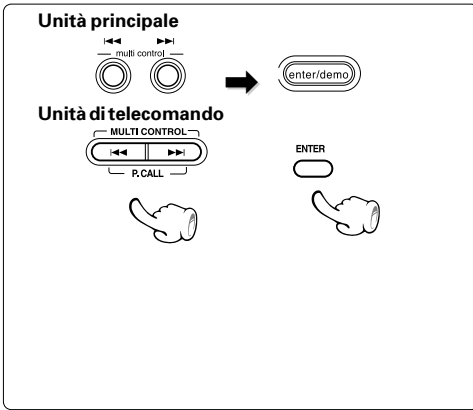 Unità principale
multi control
enter/demo
Unità di telecomando
MULTI CONTROL
P.CALL
ENTER